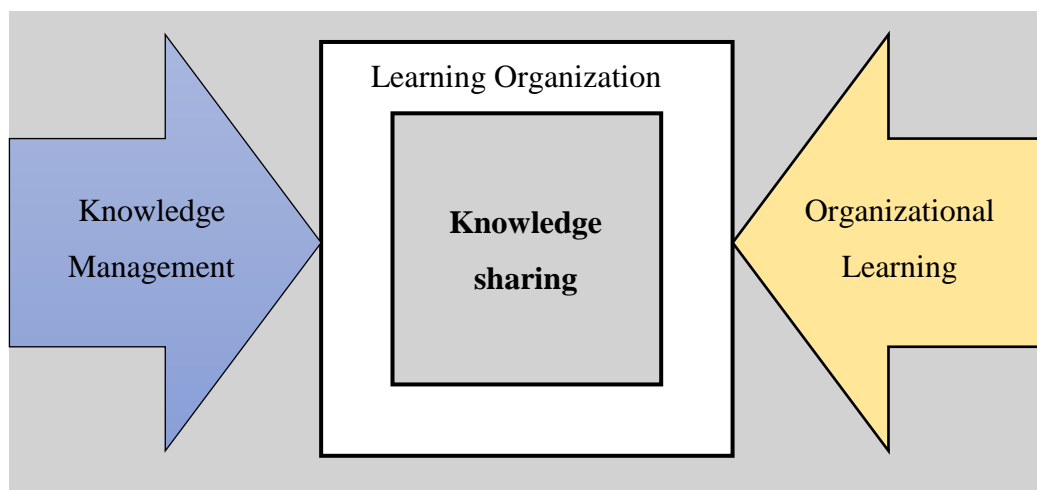 Learning Organization
Knowledge
Management
Knowledge
sharing
Organizational
Learning